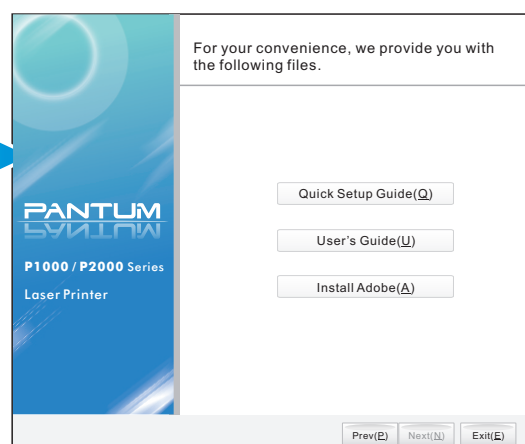 For your convenience, we provide you with
the following files.
PANTUM
P1000 / P2000 Series
Laser Printer
Quick Setup Guide(Q)
User's Guide(U)
Install Adobe(A)
Prev(P) Next(N) Exit(E)